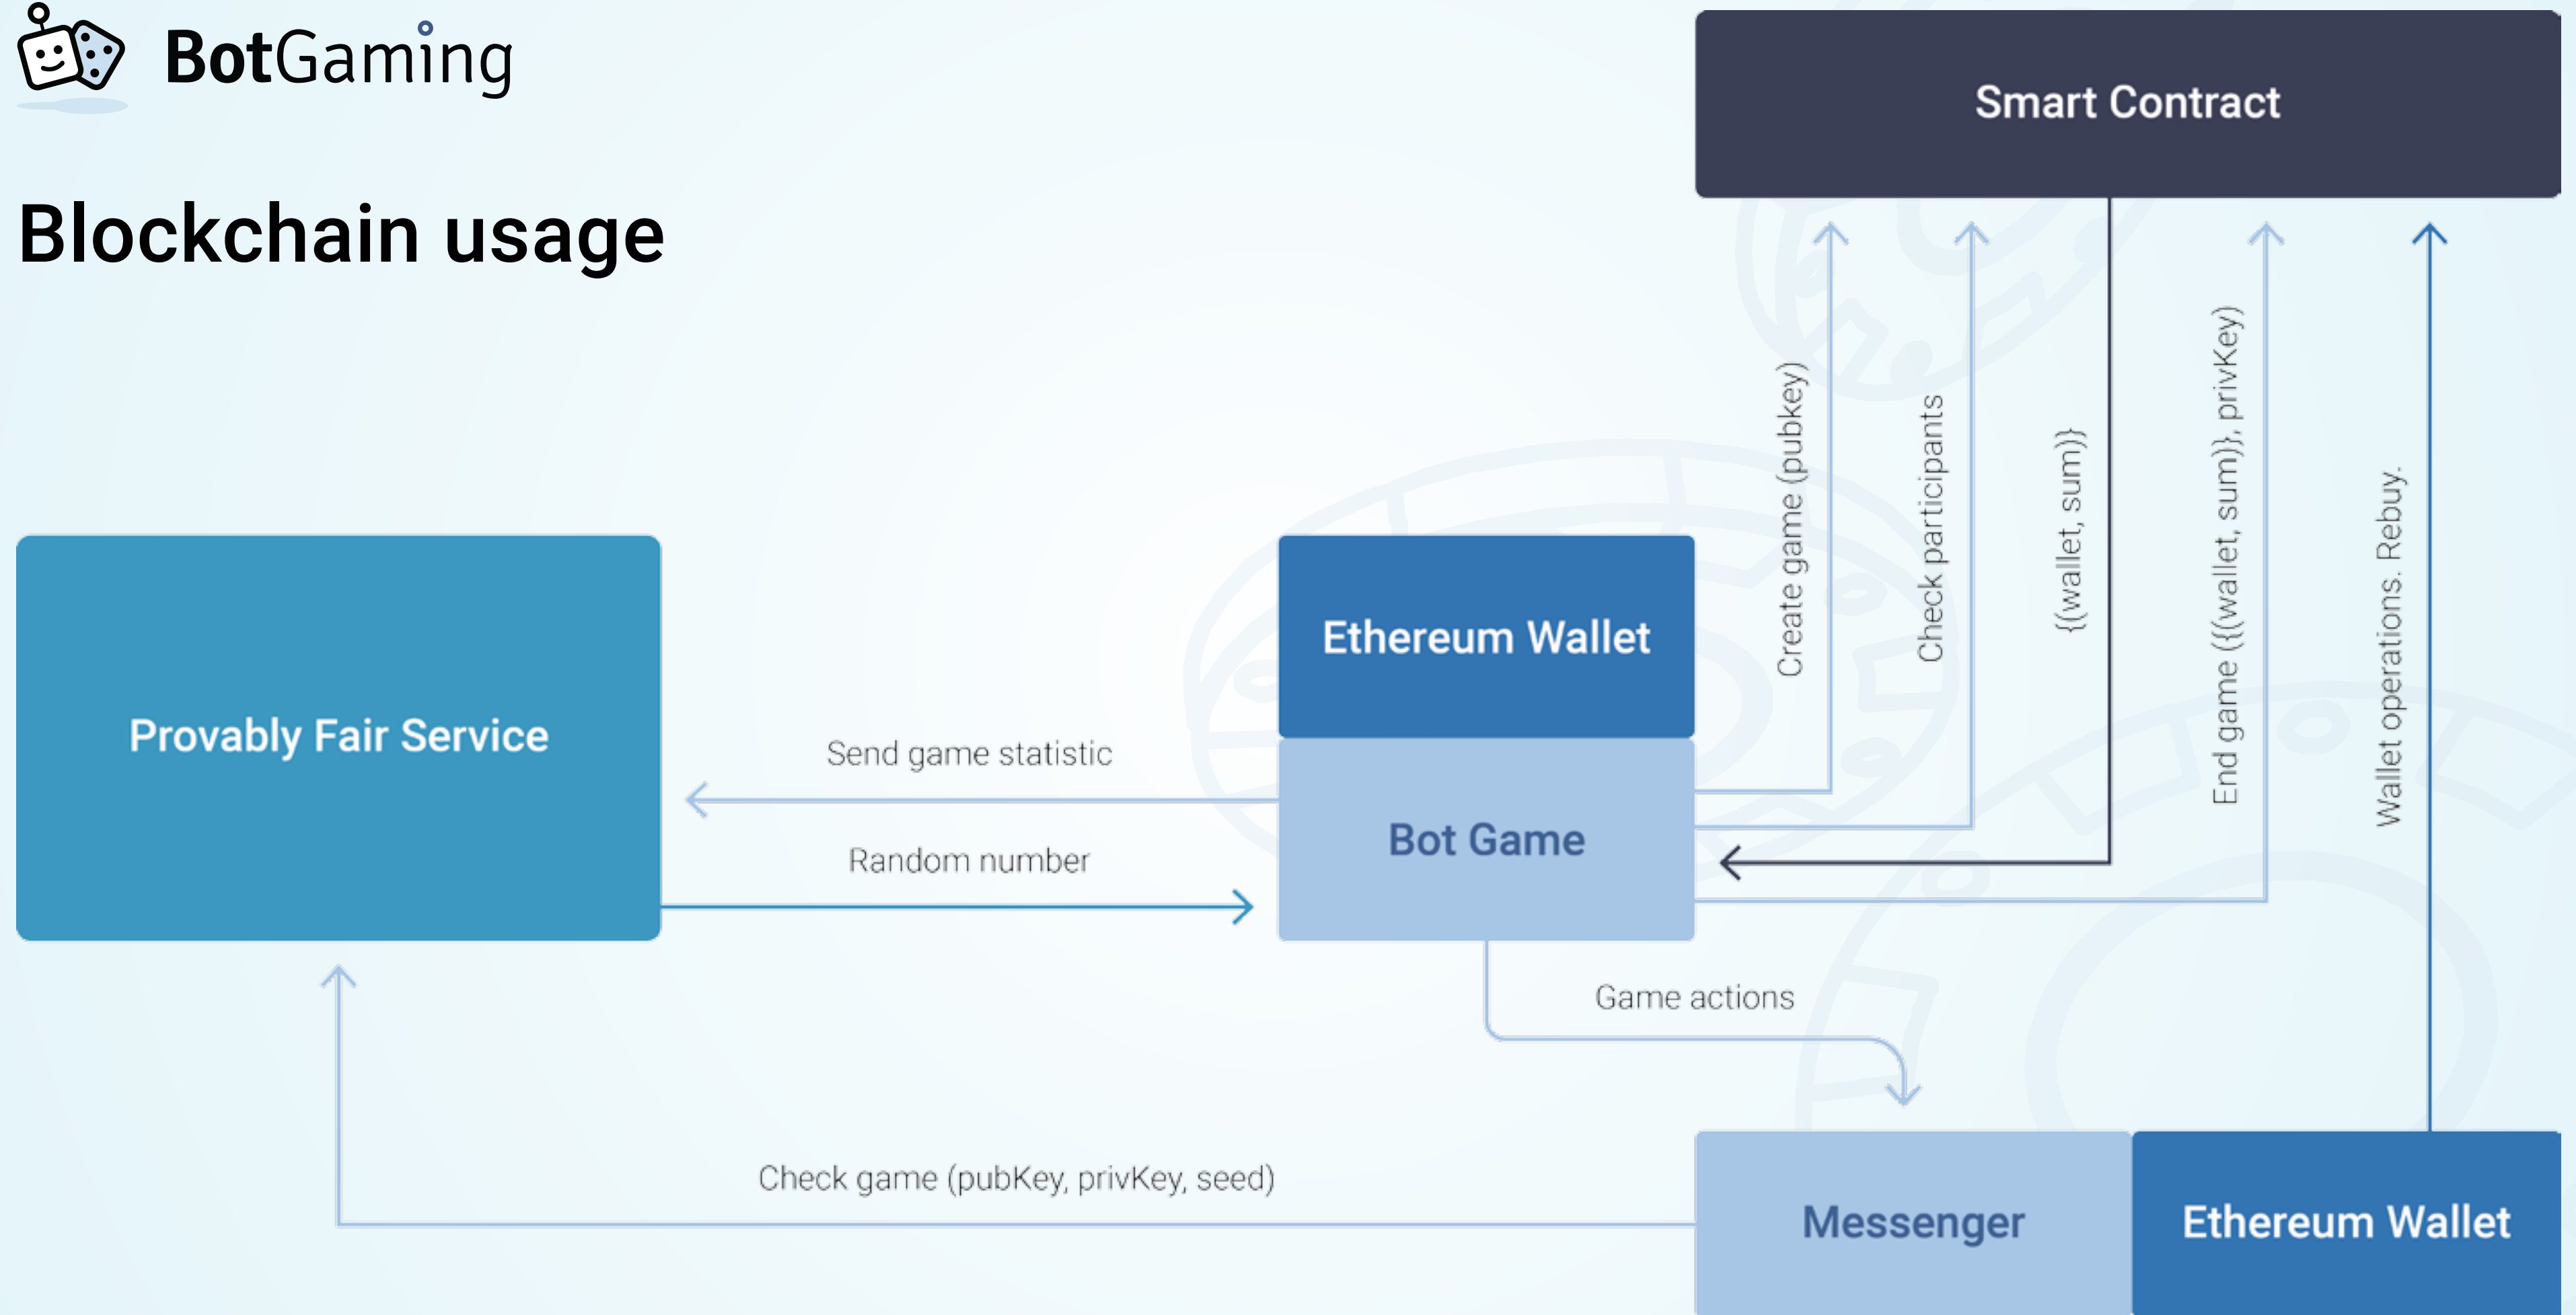 BotGaming
Blockchain usage
Smart Contract
Create game (pubkey)
Check participants
{(wallet, sum)}
End game ({(wallet, sum)}, privKey)
Wallet operations. Rebuy.
Provably Fair Service
Ethereum Wallet
Send game statistic
Bot Game
Random number
Game actions
Check game (pubKey, privKey, seed)
Messenger
Ethereum Wallet